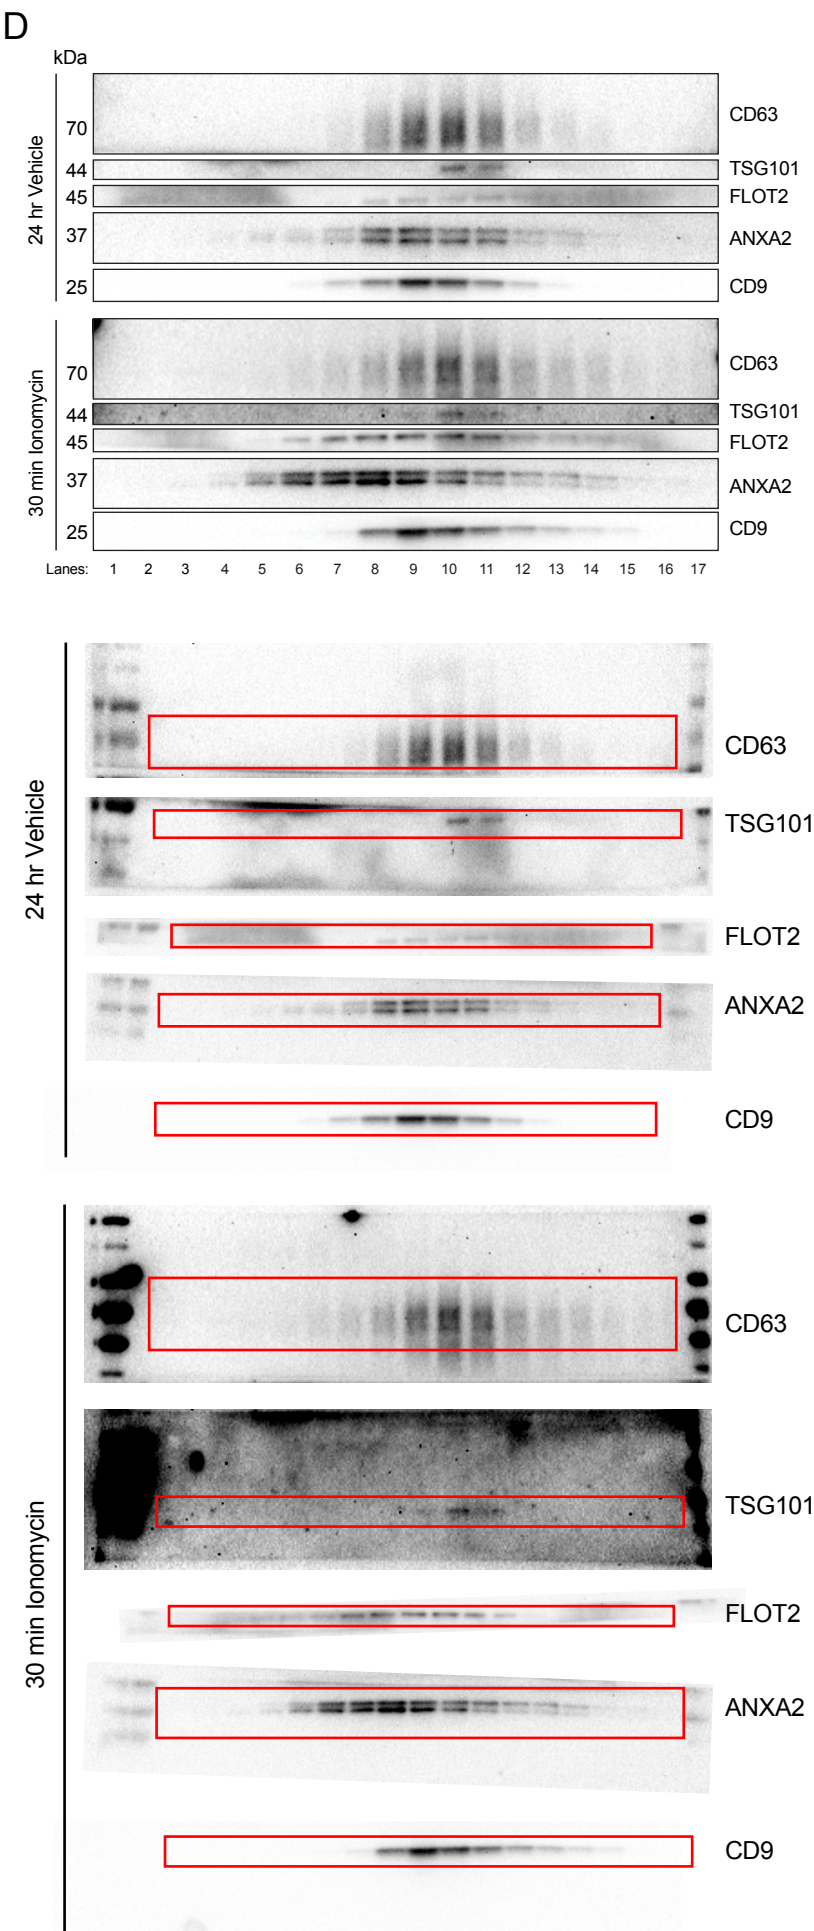 D
kDa
24 hr Vehicle
70 CD63
44 TSG101
45 FLOT2
37 ANXA2
25 CD9
30 min Ionomycin
70 CD63
44 TSG101
45 FLOT2
37 ANXA2
25 CD9
Lanes: 1 2 3 4 5 6 7 8 9 10 11 12 13 14 15 16 17
24 hr Vehicle
CD63
TSG101
FLOT2
ANXA2
CD9
30 min Ionomycin
CD63
TSG101
FLOT2
ANXA2
CD9